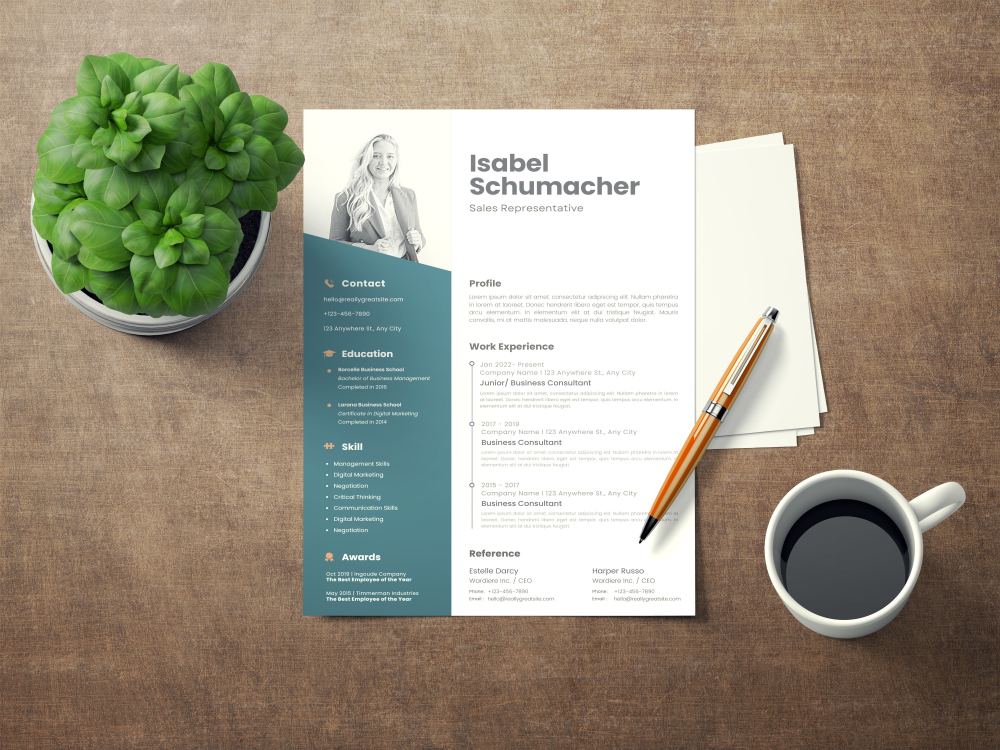 Isabel
Schumacher
Sales Representative
Contact
hello@reallygreatsite.com
+123-456-7890
123 Anywhere St., Any City
Education
Borcelle Business School
Bachelor of Business Management
Completed in 2016
Larana Business School
Certificate in Digital Marketing
Completed in 2014
Skill
Management Skills
Digital Marketing
Negotiation
Critical Thinking
Communication Skills
Digital Marketing
Negotiation
Awards
Oct 2019 | Ingoude Company
The Best Employee of the Year
May 2015 | Timmerman Industries
The Best Employee of the Year
Profile
Lorem ipsum dolor sit amet, consectetur adipiscing elit. Nullam pharetra
in lorem at laoreet. Donec hendrerit libero eget est tempor, quis tempus
arcu elementum. In elementum elit at dui tristique feugiat. Mauris
convallis, mi at mattis malesuada, neque nulla volutpat dolor.
Work Experience
Jan 2022- Present
Company Name I 123 Anywhere St., Any City
Junior/ Business Consultant
Lorem ipsum dolor sit amet, consectetur adipiscing elit. Nullam pharetra in lorem
at laoreet. Donec hendrerit libero eget est tempor, quis tempus arcu
elementum elit at dui tristique feugiat.
2017 - 2019
Company Name I 123 Anywhere St., Any City
Business Consultant
Lorem ipsum dolor sit amet, consectetur adipiscing elit. Nullam pharetra in
laoreet. Donec hendrerit libero eget est tempor, quis tempus arcu elementum.
elementum elit at dui tristique feugiat.
2015 - 2017
Company Name I 123 Anywhere St., Any City
Business Consultant
Lorem ipsum dolor sit amet, consectetur adipiscing elit. Nullam
laoreet. Donec hendrerit libero eget est tempor, quis tempus arcu
elementum elit at dui tristique feugiat.
Reference
Estelle Darcy
Wardiere Inc. / CEO
Phone: +123-456-7890
Email : hello@reallygreatsite.com
Harper Russo
Wardiere Inc. / CEO
Phone: +123-456-7890
Email : hello@reallygreatsite.com